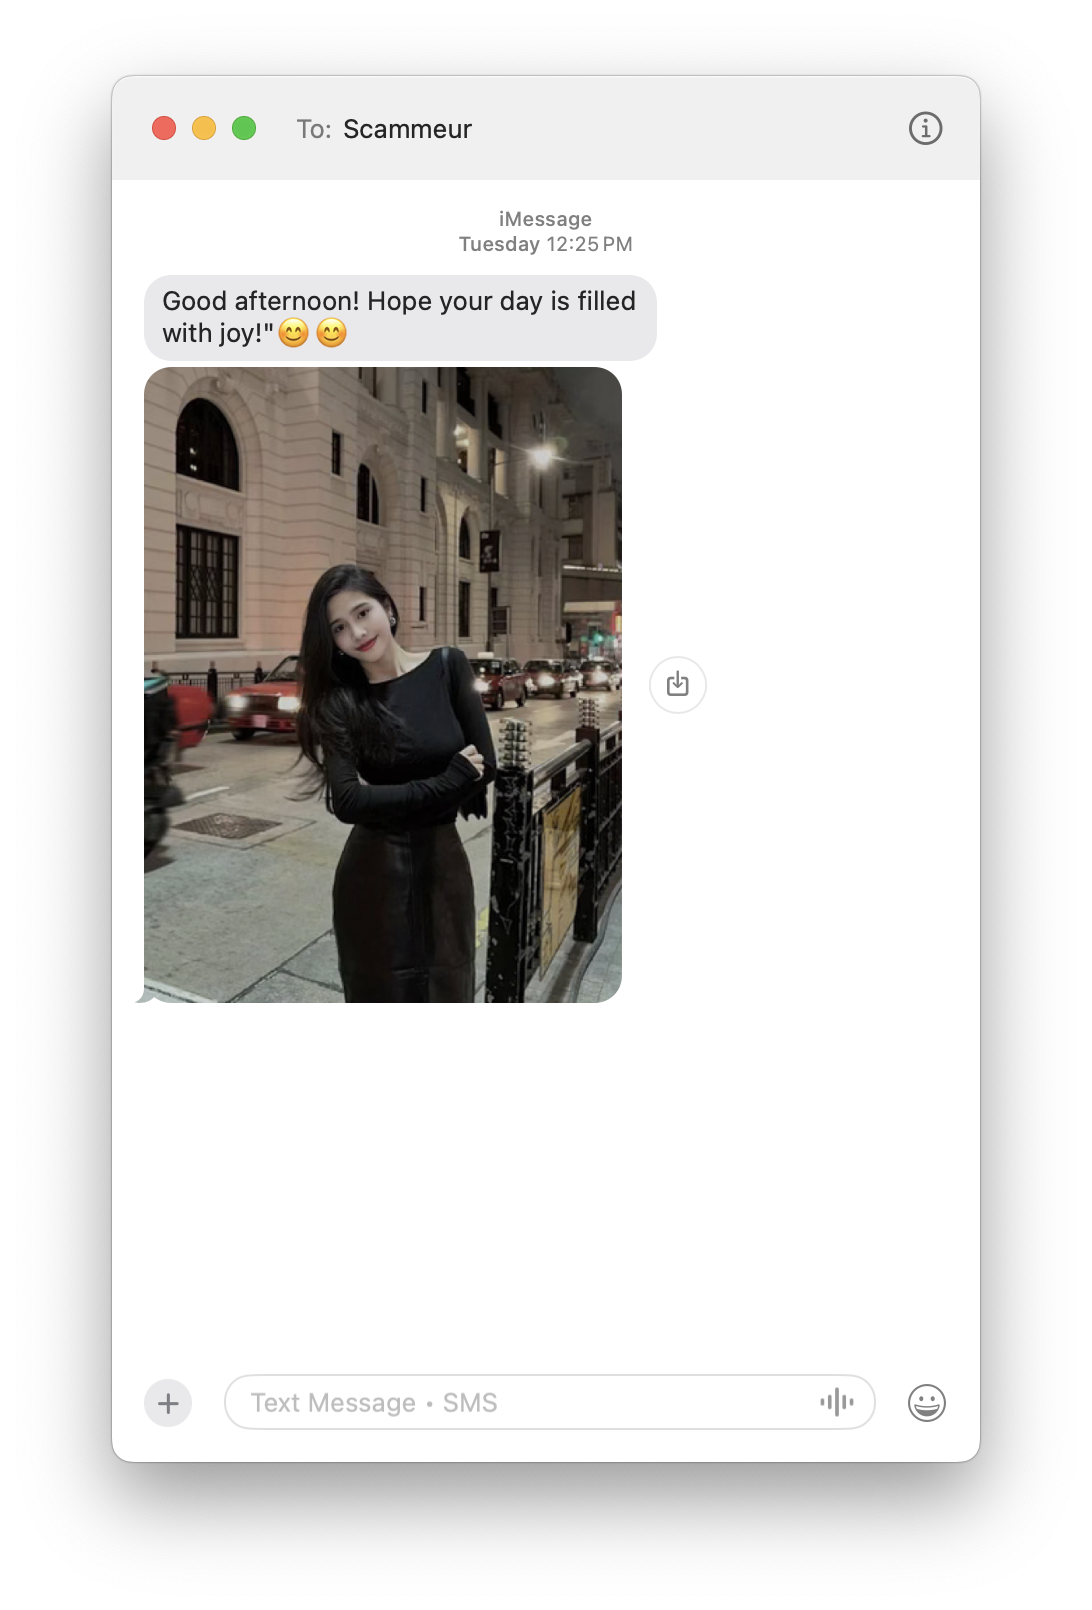 To: Scammeur
iMessage
Tuesday 12:25 PM
Good afternoon! Hope your day is filled
with joy!"😊😊
Text Message • SMS